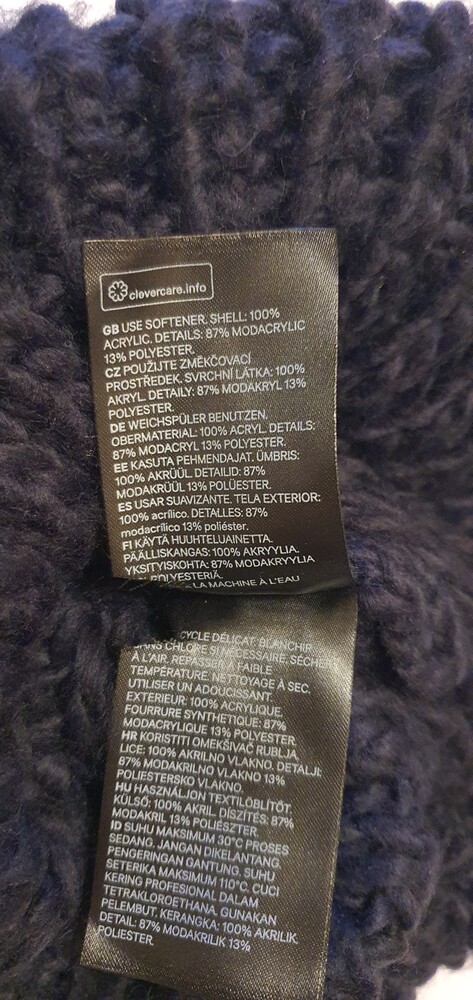 clevercare.info
GB USE SOFTENER. SHELL: 100%
ACRYLIC. DETAILS: 87% MODACRYLIC
13% POLYESTER.
CZ POUŽIJTE ZMĚKČOVACÍ
PROSTŘEDEK. SVRCHNÍ LÁTKA: 100%
AKRYL. DETAILY: 87% MODAKRYL 13%
POLYESTER.
DE WEICHSPÜLER BENUTZEN.
OBERMATERIAL: 100% ACRYL. DETAILS:
87% MODACRYL 13% POLYESTER.
EE KASUTA PEHMENDAJAT. ÜMBRIS:
100% AKRÜÜL. DETAILID: 87%
MODAKRÜÜL 13% POLÜESTER.
ES USAR SUAVIZANTE. TELA EXTERIOR:
100% acrílico. DETALLES: 87%
modacrílico 13% poliéster.
FI KÄYTÄ HUUHTELUAINETTA.
PÄÄLLISKANGAS: 100% AKRYYLIA.
YKSITYISKOHTA: 87% MODAKRYYLIA
POLYESTERIÄ.
LA MACHINE À L'EAU
CYCLE DÉLICAT. BLANCHIR,
SANS CHLORE SI NÉCESSAIRE. SÉCHER
À L'AIR. REPASSER À FAIBLE
TEMPÉRATURE. NETTOYAGE À SEC.
UTILISER UN ADOUCISSANT.
EXTERIEUR: 100% ACRYLIQUE.
FOURRURE SYNTHETIQUE: 87%
MODACRYLIQUE 13% POLYESTER.
HR KORISTITI OMEKŠIVAČ RUBLJA.
LICE: 100% AKRILNO VLAKNO. DETALJI:
87% MODAKRILNO VLAKNO 13%
POLIESTERSKO VLAKNO.
HU HASZNÁLJON TEXTILÖBLÍTŐT.
KÜLSŐ: 100% AKRIL. DÍSZÍTÉS: 87%
MODAKRIL 13% POLIÉSZTER.
ID SUHU MAKSIMUM 30°C PROSES
SEDANG. JANGAN DIKELANTANG.
PENGERINGAN GANTUNG. SUHU
SETERIKA MAKSIMUM 110°C. CUCI
KERING PROFESIONAL DALAM
TETRAKLOROETHANA. GUNAKAN
PELEMBUT. KERANGKA: 100% AKRILIK.
DETAIL: 87% MODAKRILIK 13%
POLIESTER.